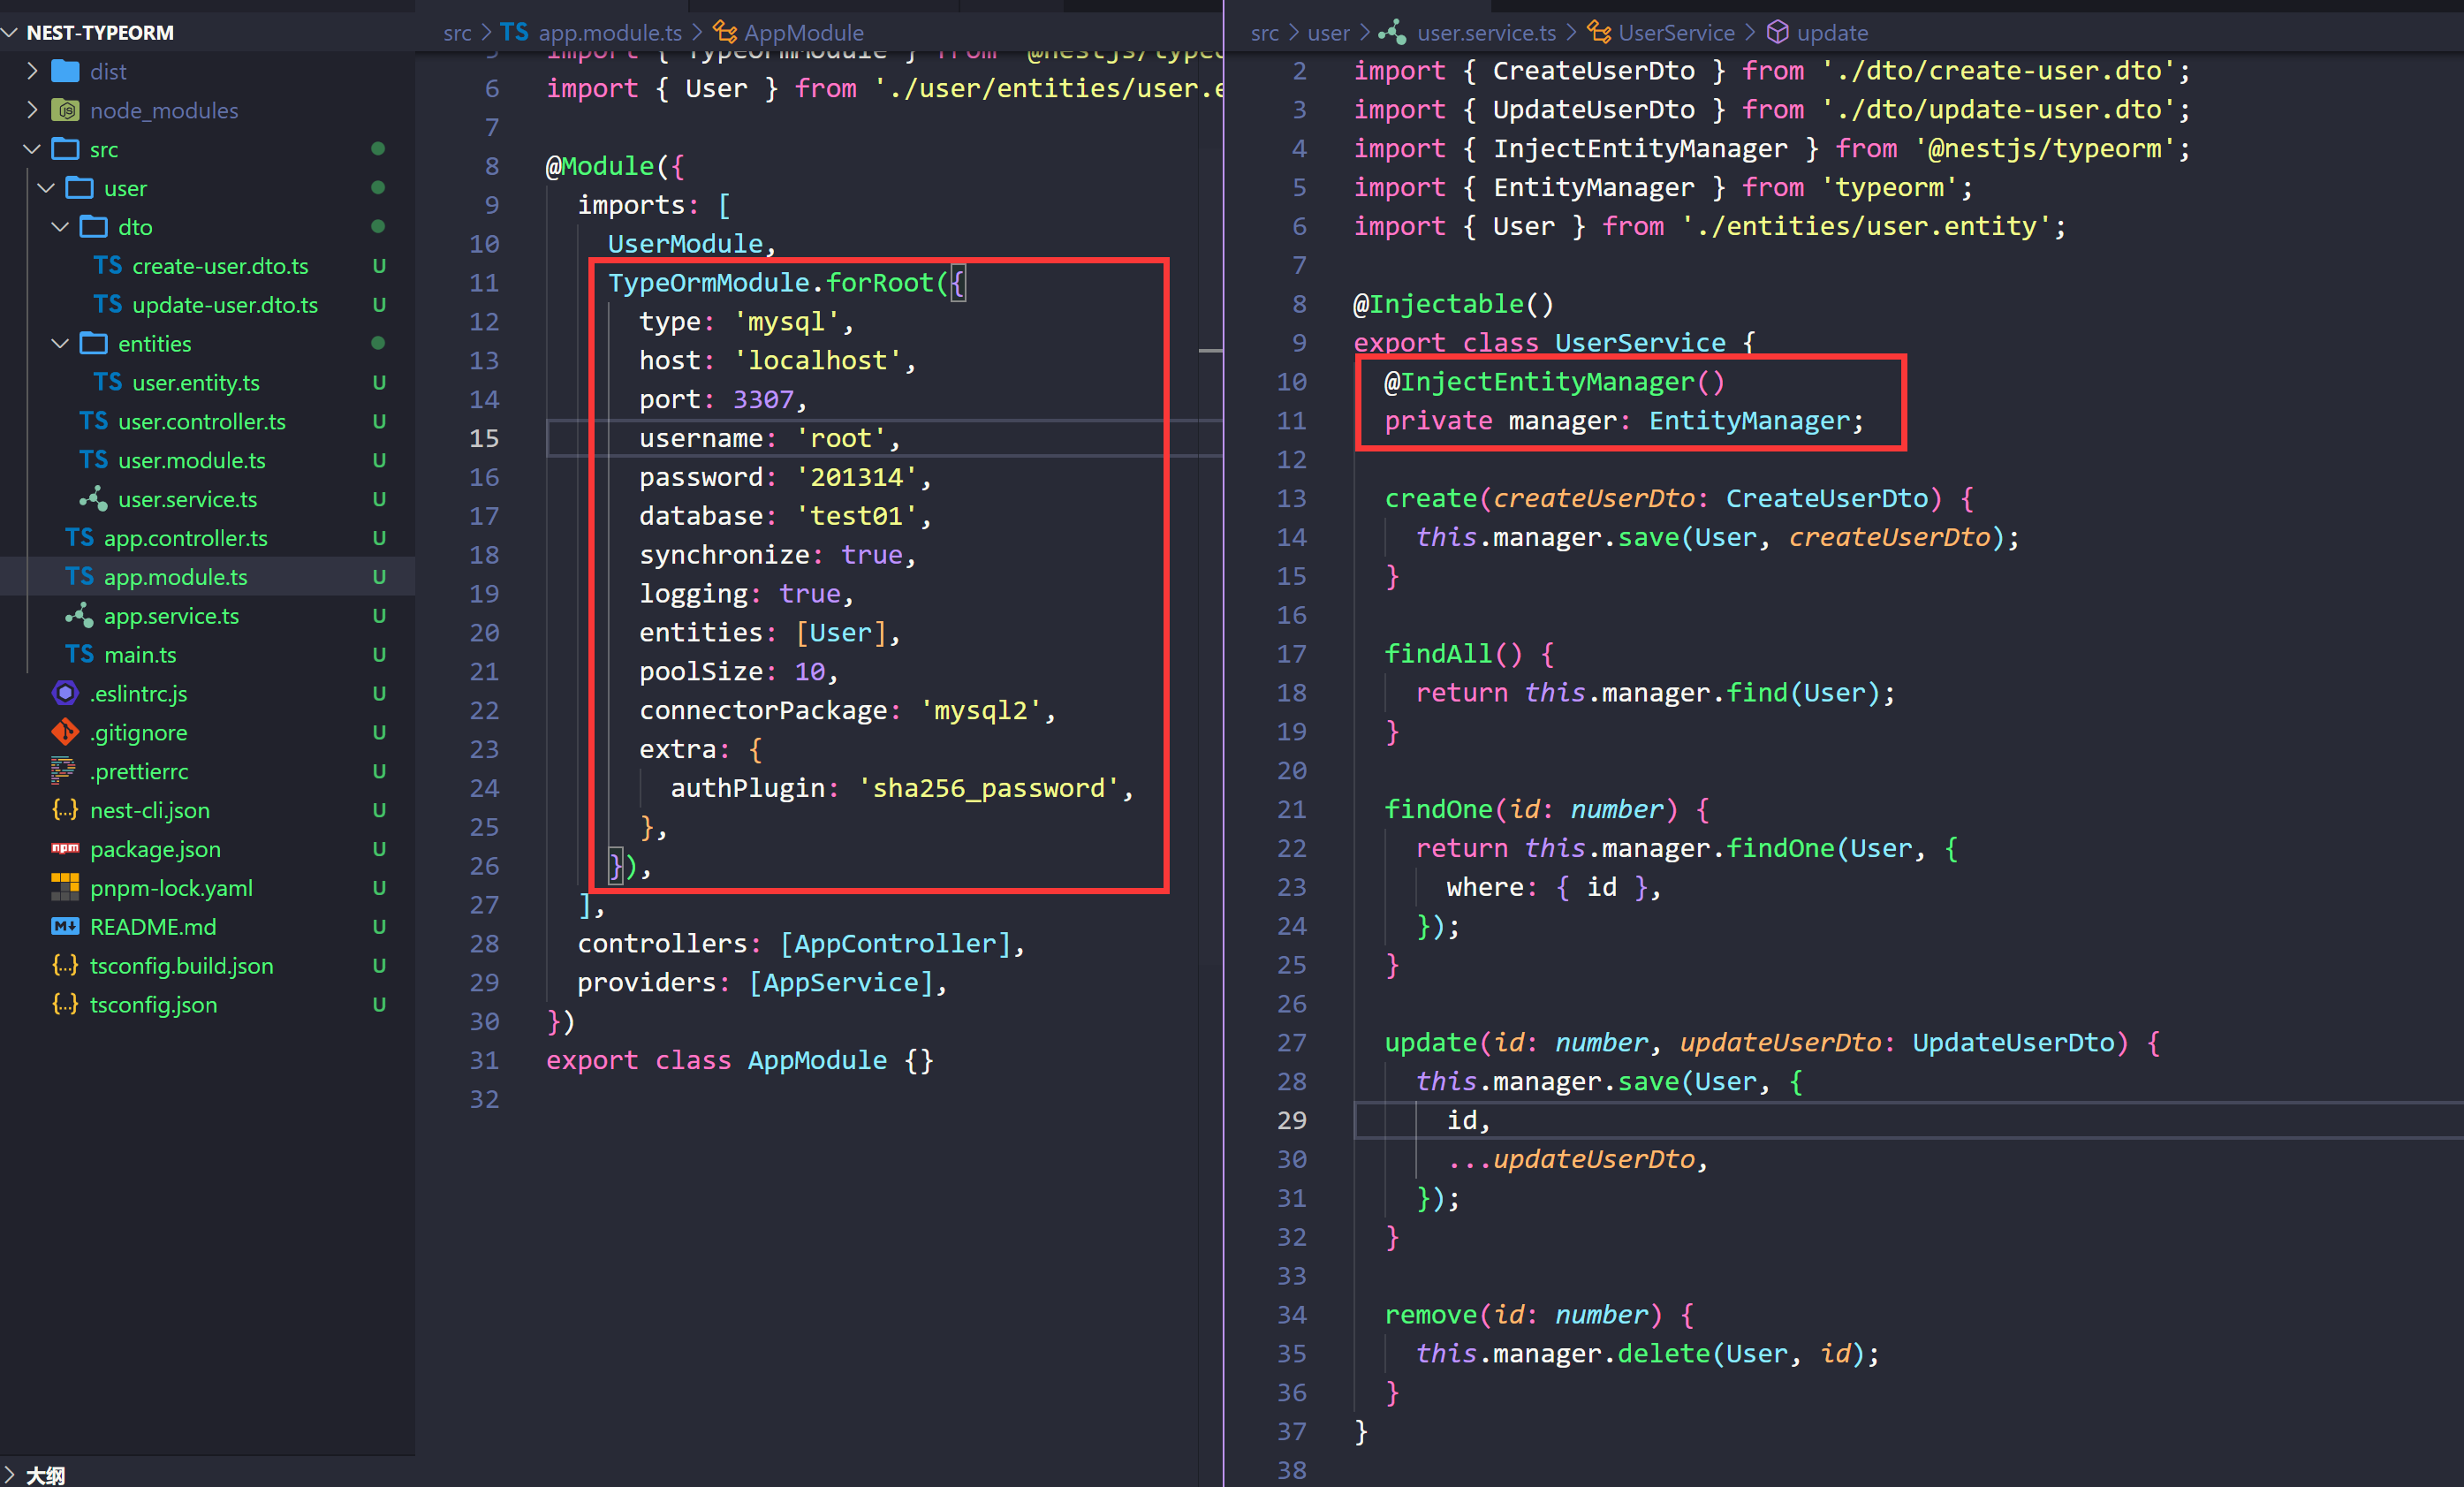 NEST-TYPEORM
dist
node_modules
src
user
dto
TS create-user.dto.ts U
TS update-user.dto.ts U
entities
TS user.entity.ts U
TS user.controller.ts U
TS user.module.ts U
user.service.ts U
TS app.controller.ts U
TS app.module.ts U
app.service.ts U
TS main.ts U
.eslintrc.js U
.gitignore U
.prettierrc U
{..} nest-cli.json U
npm package.json U
pnpm-lock.yaml U
M README.md U
{..} tsconfig.build.json U
{..} tsconfig.json U
大纲
src > TS app.module.ts > AppModule
5 import { TypeOrmModule } from '@nestjs/typeo
6 import { User } from './user/entities/user.e
7
8 @Module({
9 imports: [
10 UserModule,
11 TypeOrmModule.forRoot({
12 type: 'mysql',
13 host: 'localhost',
14 port: 3307,
15 username: 'root',
16 password: '201314',
17 database: 'test01',
18 synchronize: true,
19 logging: true,
20 entities: [User],
21 poolSize: 10,
22 connectorPackage: 'mysql2',
23 extra: {
24 authPlugin: 'sha256_password',
25 },
26 }),
27 ],
28 controllers: [AppController],
29 providers: [AppService],
30 })
31 export class AppModule {}
32
src > user > user.service.ts > UserService > update
2 import { CreateUserDto } from './dto/create-user.dto';
3 import { UpdateUserDto } from './dto/update-user.dto';
4 import { InjectEntityManager } from '@nestjs/typeorm';
5 import { EntityManager } from 'typeorm';
6 import { User } from './entities/user.entity';
7
8 @Injectable()
9 export class UserService {
10 @InjectEntityManager()
11 private manager: EntityManager;
12
13 create(createUserDto: CreateUserDto) {
14 this.manager.save(User, createUserDto);
15 }
16
17 findAll() {
18 return this.manager.find(User);
19 }
20
21 findOne(id: number) {
22 return this.manager.findOne(User, {
23 where: { id },
24 });
25 }
26
27 update(id: number, updateUserDto: UpdateUserDto) {
28 this.manager.save(User, {
29 id,
30 ...updateUserDto,
31 });
32 }
33
34 remove(id: number) {
35 this.manager.delete(User, id);
36 }
37 }
38